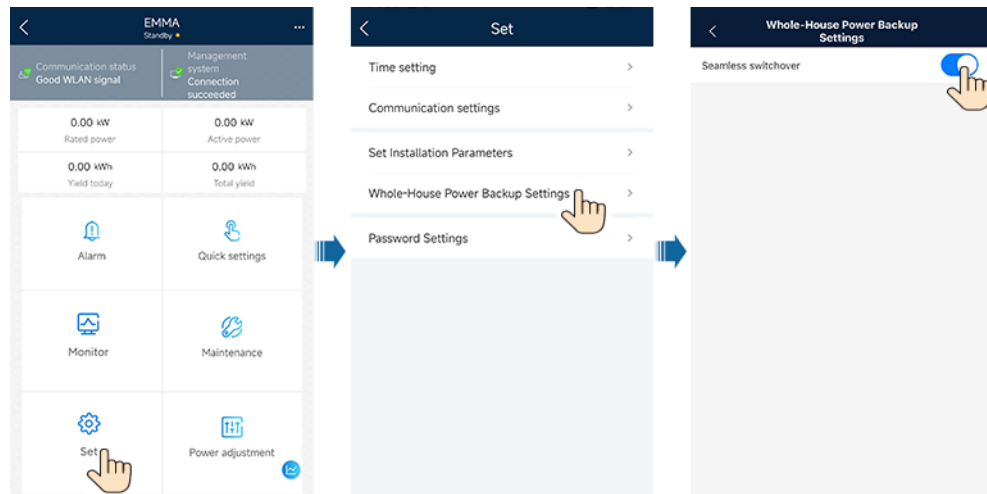 EMMA
Standby
...
Communication status
Good WLAN signal
Management
system
Connection
succeeded
0.00 kW
Rated power
0.00 kW
Active power
0.00 kWh
Yield today
0.00 kWh
Total yield
Alarm
Quick settings
Monitor
Maintenance
Set
Power adjustment
Set
Time setting
Communication settings
Set Installation Parameters
Whole-House Power Backup Settings
Password Settings
Whole-House Power Backup
Settings
Seamless switchover